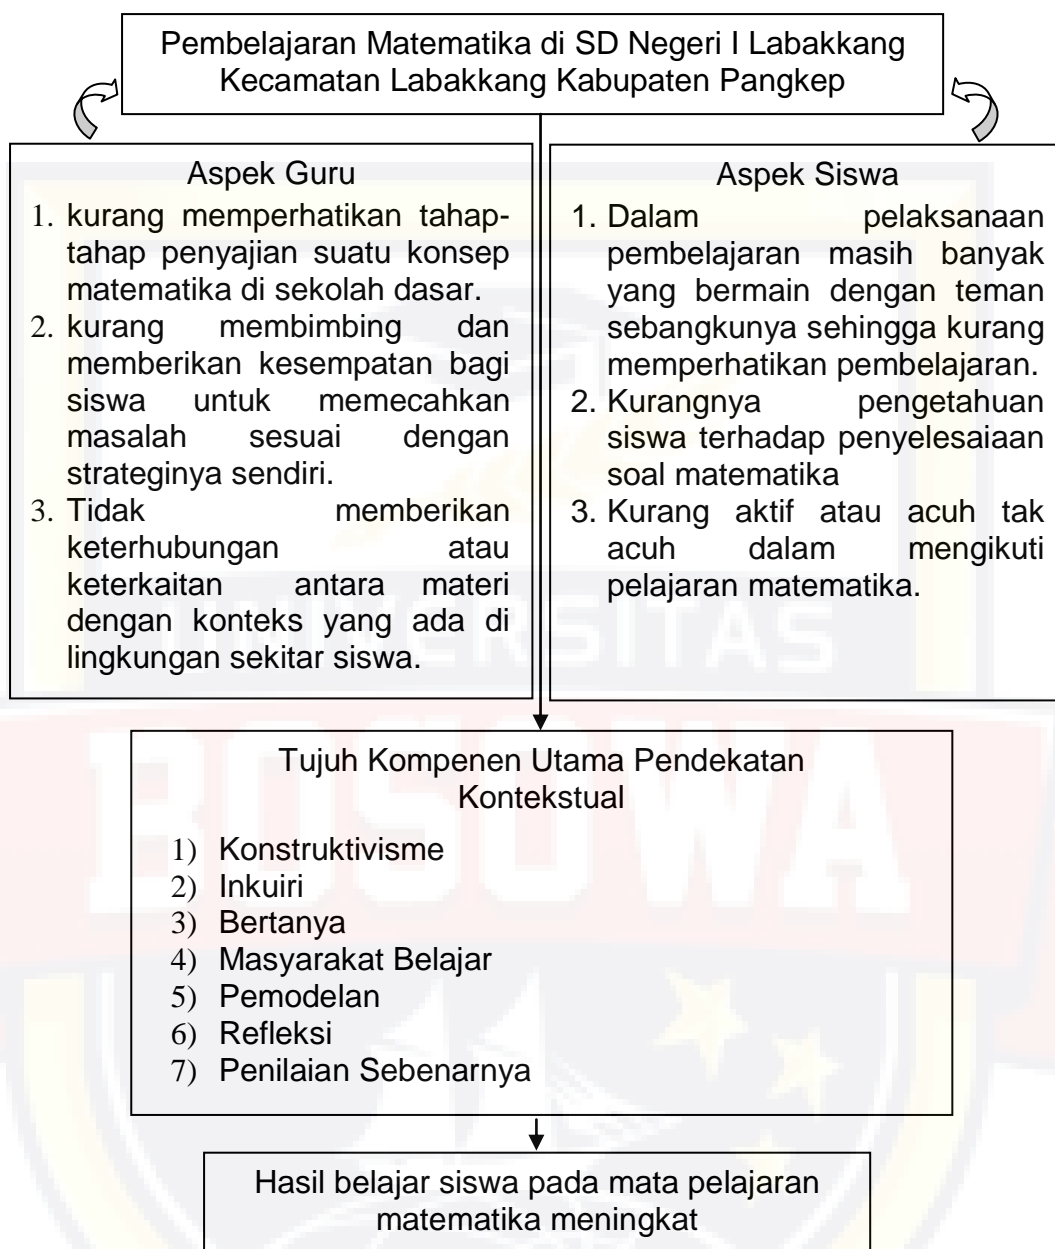 Pembelajaran Matematika di SD Negeri I Labakkang
Kecamatan Labakkang Kabupaten Pangkep
Aspek Guru
1. kurang memperhatikan tahap-
tahap penyajian suatu konsep
matematika di sekolah dasar.
2. kurang membimbing dan
memberikan kesempatan bagi
siswa untuk memecahkan
masalah sesuai dengan
strateginya sendiri.
3. Tidak memberikan
keterhubungan atau
keterkaitan antara materi
dengan konteks yang ada di
lingkungan sekitar siswa.
Aspek Siswa
1. Dalam pelaksanaan
pembelajaran masih banyak
yang bermain dengan teman
sebangkunya sehingga kurang
memperhatikan pembelajaran.
2. Kurangnya pengetahuan
siswa terhadap penyelesaiaan
soal matematika
3. Kurang aktif atau acuh tak
acuh dalam mengikuti
pelajaran matematika.
UNIVERSITAS
BOSOWA
Tujuh Kompenen Utama Pendekatan
Kontekstual
1) Konstruktivisme
2) Inkuiri
3) Bertanya
4) Masyarakat Belajar
5) Pemodelan
6) Refleksi
7) Penilaian Sebenarnya
Hasil belajar siswa pada mata pelajaran
matematika meningkat